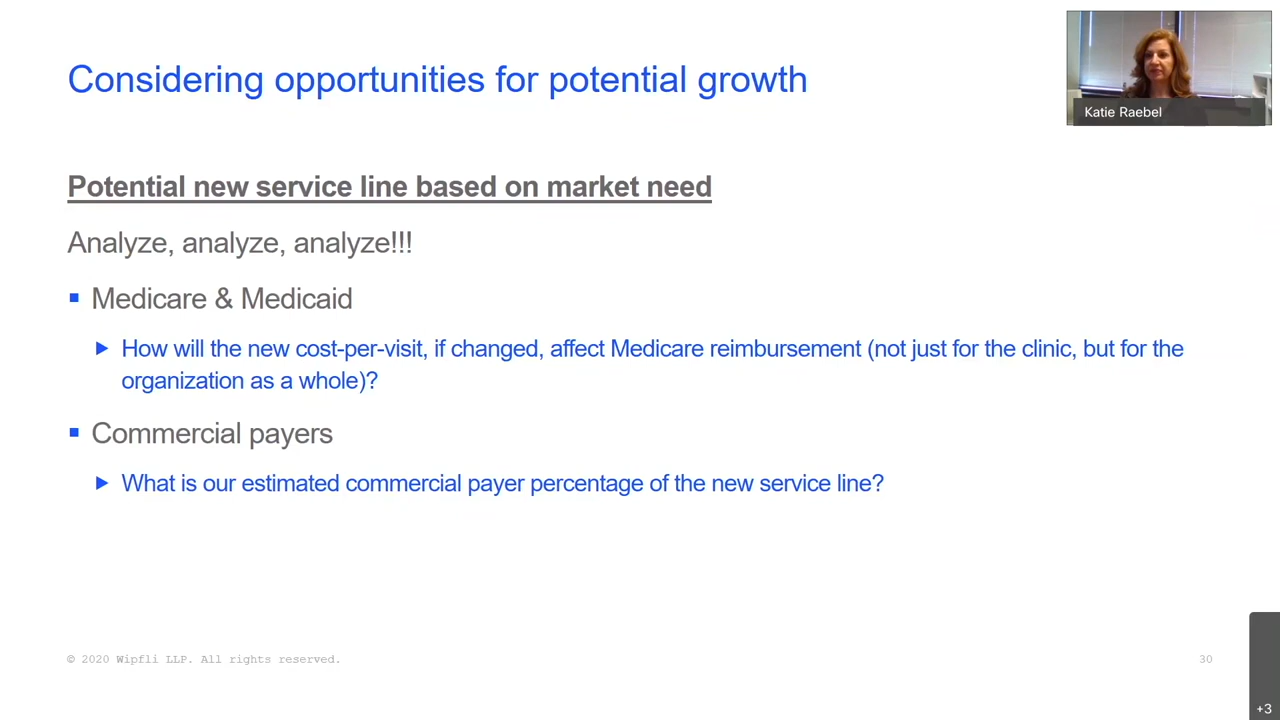 Considering opportunities for potential growth
Katie Raebel
Potential new service line based on market need
Analyze, analyze, analyze!!!
Medicare & Medicaid
How will the new cost-per-visit, if changed, affect Medicare reimbursement (not just for the clinic, but for the
organization as a whole)?
Commercial payers
What is our estimated commercial payer percentage of the new service line?
© 2020 Wipfli LLP. All rights reserved.
30
+3